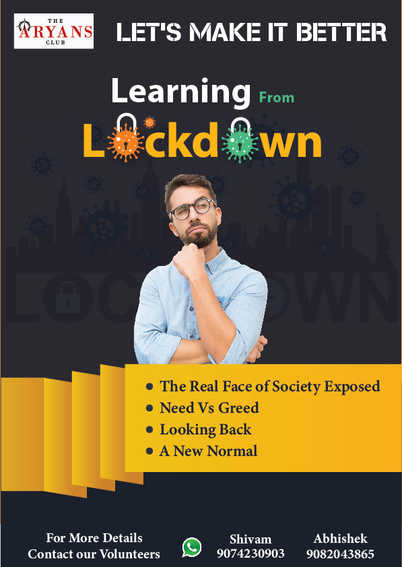 THE
ARYANS
CLUB
LET'S MAKE IT BETTER
Learning From
Lockdown
LOCKDOWN
The Real Face of Society Exposed
Need Vs Greed
Looking Back
A New Normal
For More Details
Contact our Volunteers
Shivam
9074230903
Abhishek
9082043865